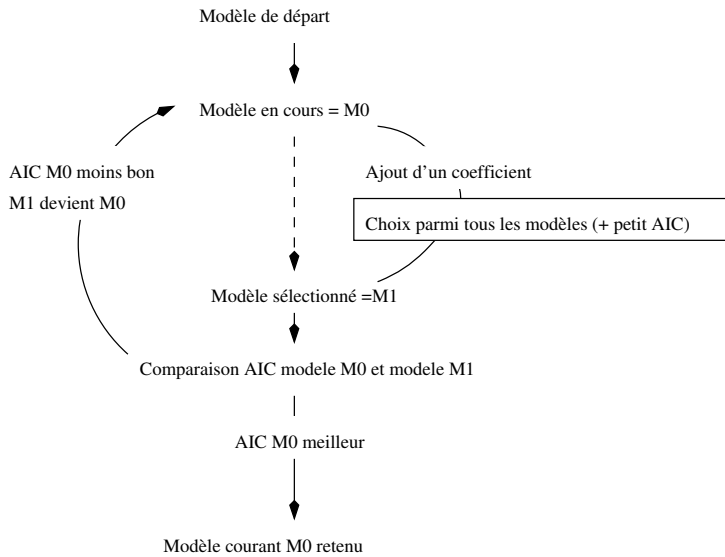 Modèle de départ
Modèle en cours = M0
AIC M0 moins bon
M1 devient M0
Ajout d'un coefficient
Choix parmi tous les modèles (+ petit AIC)
Modèle sélectionné =M1
Comparaison AIC modele M0 et modele M1
AIC M0 meilleur
Modèle courant M0 retenu